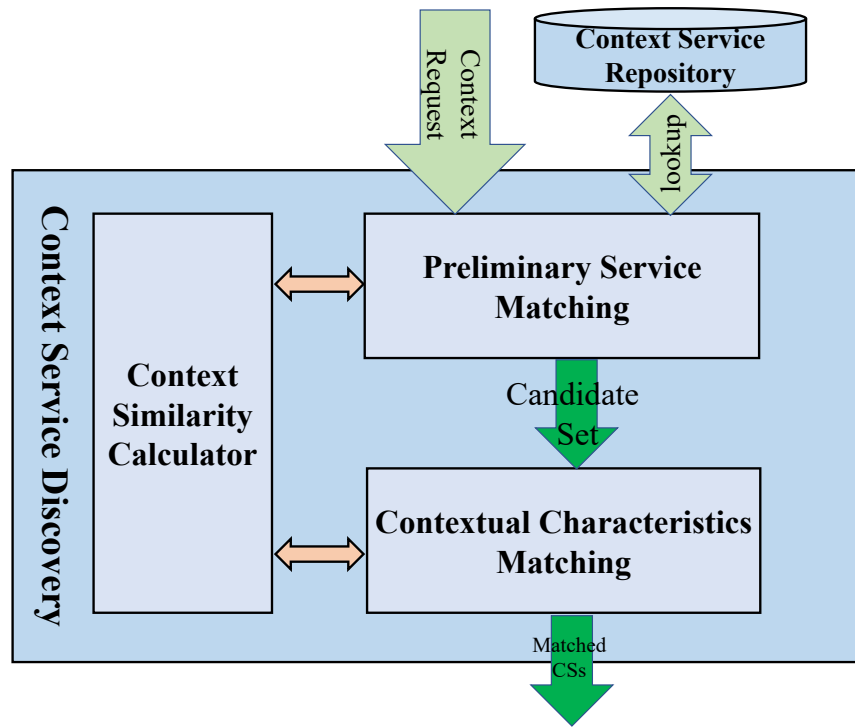 Context
Request
Context Service
Repository
lookup
Context Service Discovery
Preliminary Service
Matching
Context
Similarity
Calculator
Candidate
Set
Contextual Characteristics
Matching
Matched
CSs